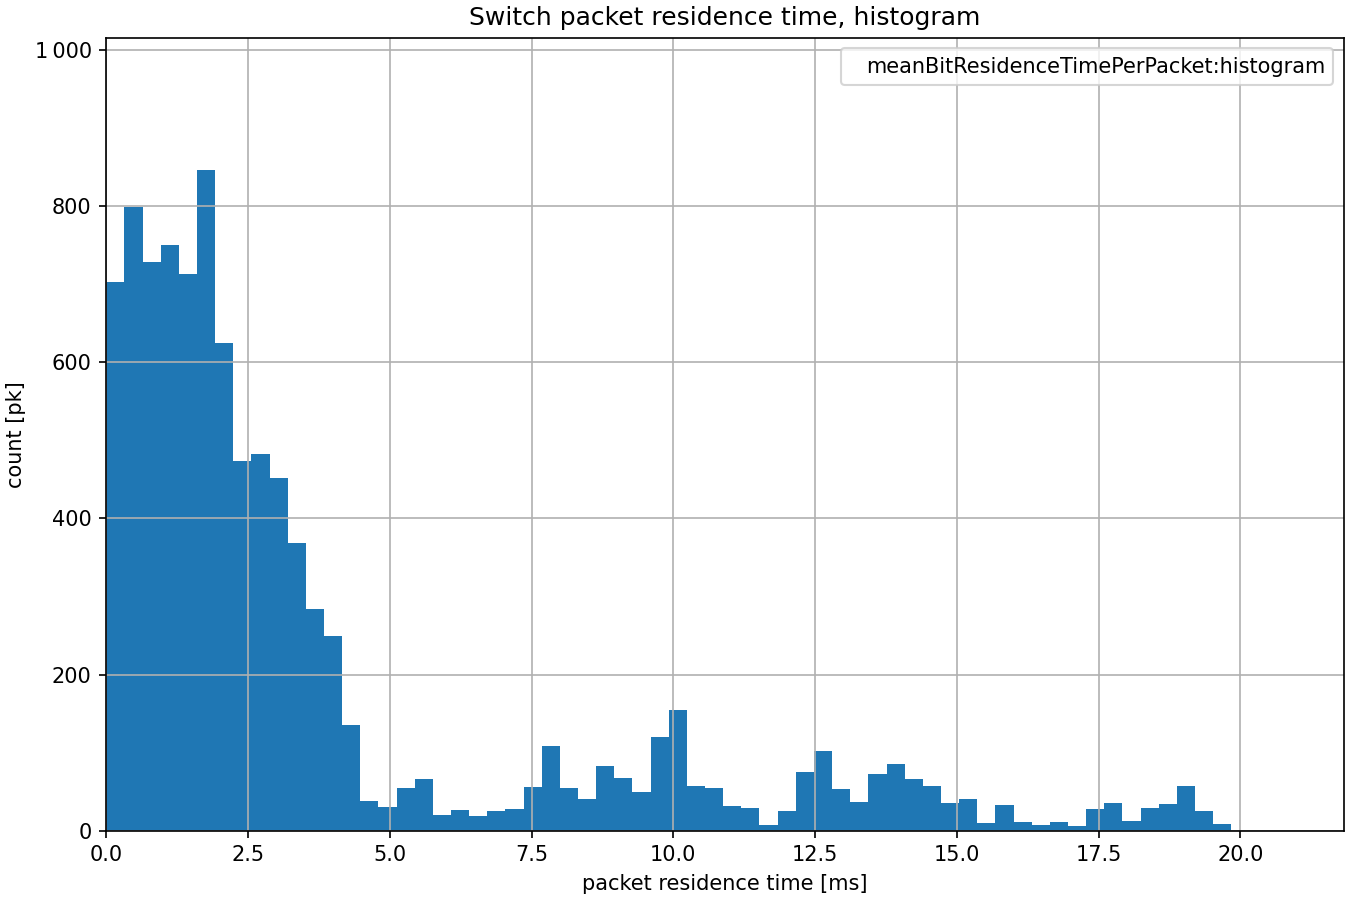 Switch packet residence time, histogram
meanBitResidenceTimePerPacket:histogram
1 000
800
600
400
200
0
count [pk]
0.0 2.5 5.0 7.5 10.0 12.5 15.0 17.5 20.0
packet residence time [ms]